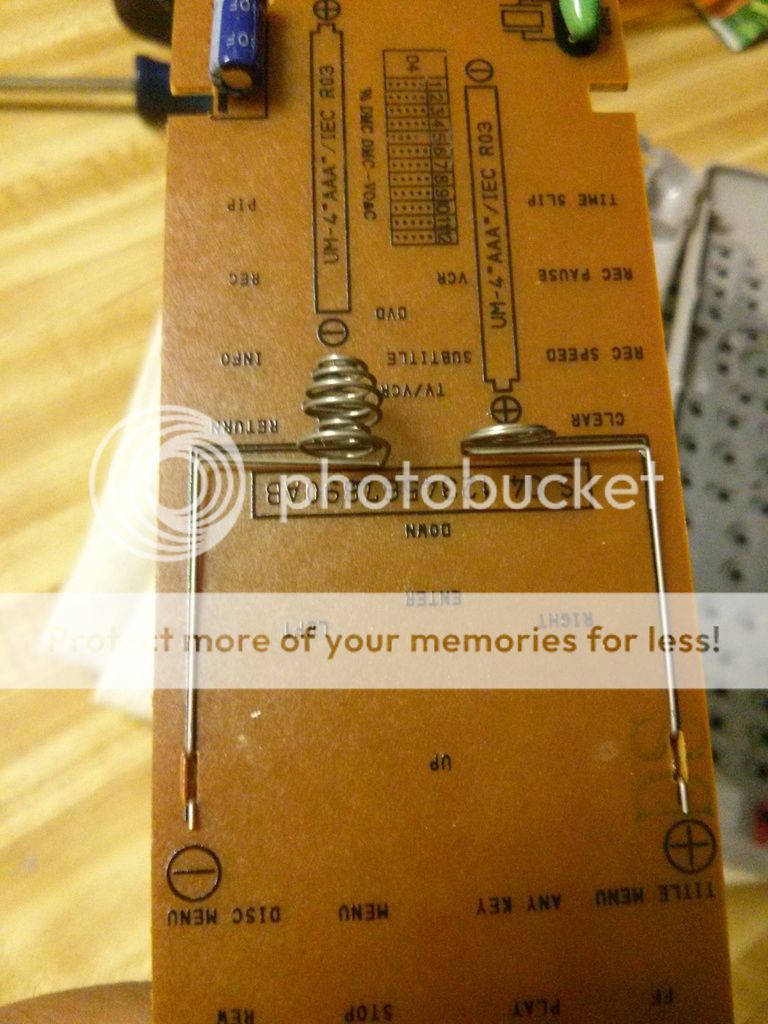 UM-4"AAA"/IEC R03
UM-4"AAA"/IEC R03
04
123456789101112
TIME SLIP
PIP
REC PAUSE
VCR
REC
DVD
REC SPEED
SUBTITLE
INFO
TV/VCR
CLEAR
RETURN
photobucket
DOWN
ENTER
RIGHT
LEFT
Protect more of your memories for less!
UP
TITLE MENU
ANY KEY
MENU
DISC MENU
FF
PLAY
STOP
REW